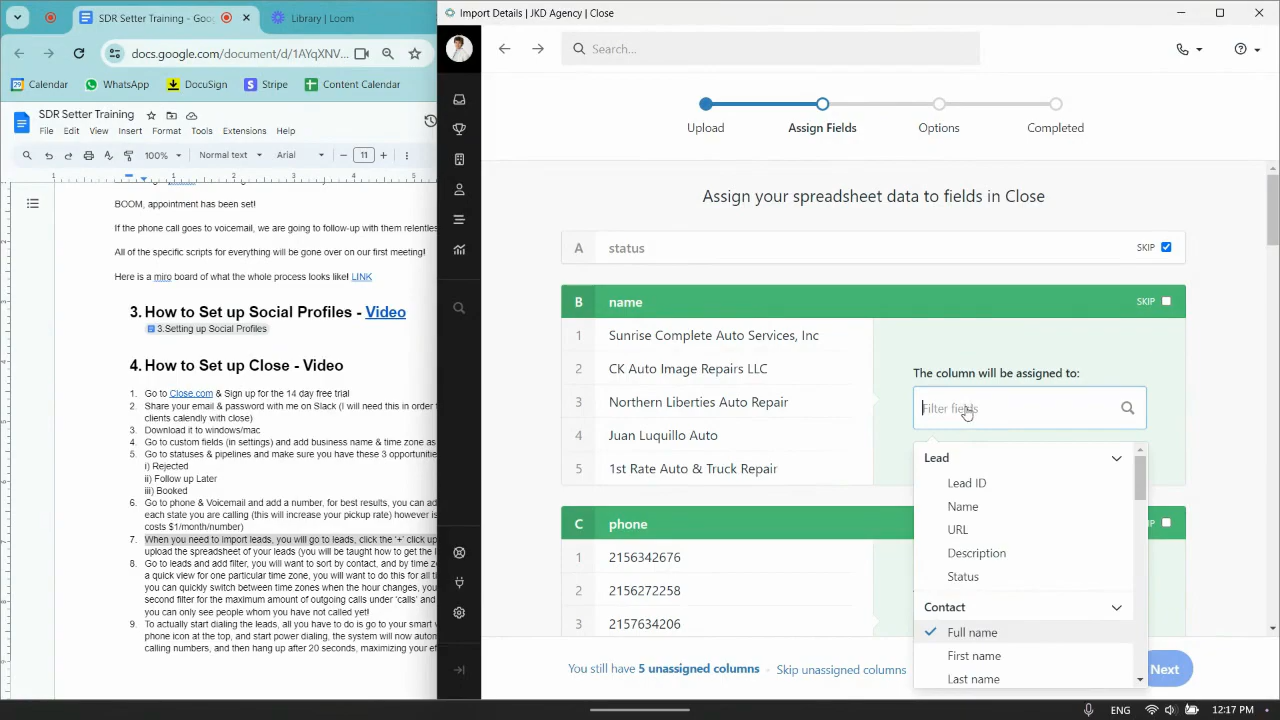 SDR Setter Training
Library | Loom
docs.google.com/document/d/1AYqXNV...
Calendar
WhatsApp
DocuSign
Stripe
Content Calendar
SDR Setter Training
File
Edit
View
Insert
Format
Tools
Extensions
Help
100%
Normal text
Arial
11
BOOM, appointment has been set!
If the phone call goes to voicemail, we are going to follow-up with them relentles
All of the specific scripts for everything will be gone over on our first meeting!
Here is a miro board of what the whole process looks like! LINK
3. How to Set up Social Profiles - Video
3.Setting up Social Profiles
4. How to Set up Close - Video
1. Go to Close.com & Sign up for the 14 day free trial
2. Share your email & password with me on Slack (I will need this in order t
clients calendly with close)
3. Download it to windows/mac
4. Go to custom fields (in settings) and add business name & time zone as
5. Go to statuses & pipelines and make sure you have these 3 opportunities
i) Rejected
ii) Follow up Later
iii) Booked
6. Go to phone & Voicemail and add a number, for best results, you can ad
each state you are calling (this will increase your pickup rate) however is
costs $1/month/number)
7. When you need to import leads, you will go to leads, click the '+' click up
upload the spreadsheet of your leads (you will be taught how to get the l
8. Go to leads and add filter, you will want to sort by contact, and by time z
a quick view for one particular time zone, you will want to do this for all ti
you can quickly switch between time zones when the hour changes, you
second filter for the maximum amount of outgoing calls under 'calls' and
you can only see people whom you have not called yet!
9. To actually start dialing the leads, all you have to do is go to your smart v
phone icon at the top, and start power dialing, the system will now autom
calling numbers, and then hang up after 20 seconds, maximizing your ef
Import Details | JKD Agency | Close
Search...
Upload
Assign Fields
Options
Completed
Assign your spreadsheet data to fields in Close
A
status
SKIP
B
name
SKIP
1 Sunrise Complete Auto Services, Inc
2 CK Auto Image Repairs LLC
3 Northern Liberties Auto Repair
4 Juan Luquillo Auto
5 1st Rate Auto & Truck Repair
The column will be assigned to:
Filter fields
Lead
Lead ID
Name
URL
Description
Status
Contact
Full name
First name
Last name
C
phone
1 2156342676
2 2156272258
3 2157634206
You still have 5 unassigned columns - Skip unassigned columns
Next
ENG
12:17 PM